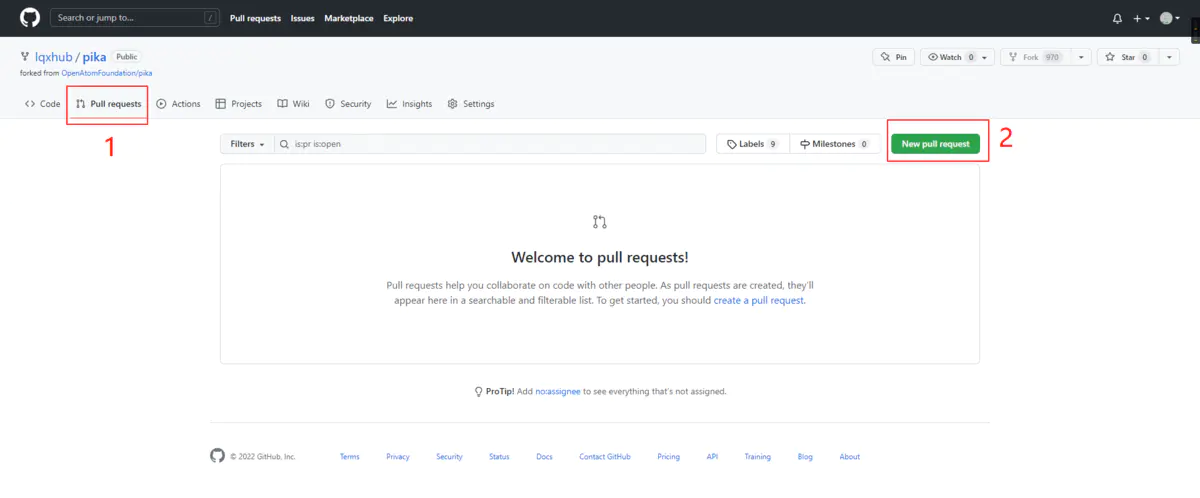 Search or jump to... /
Pull requests Issues Marketplace Explore
lqxhub / pika Public
forked from OpenAtomFoundation/pika
Pin
Watch 0
Fork 970
Star 0
Code Pull requests Actions Projects Wiki Security Insights Settings
1
Filters
is:pr is:open
Labels 9
Milestones 0
New pull request
2
Welcome to pull requests!
Pull requests help you collaborate on code with other people. As pull requests are created, they'll
appear here in a searchable and filterable list. To get started, you should create a pull request.
ProTip! Add no:assignee to see everything that's not assigned.
© 2022 GitHub, Inc. Terms Privacy Security Status Docs Contact GitHub Pricing API Training Blog About